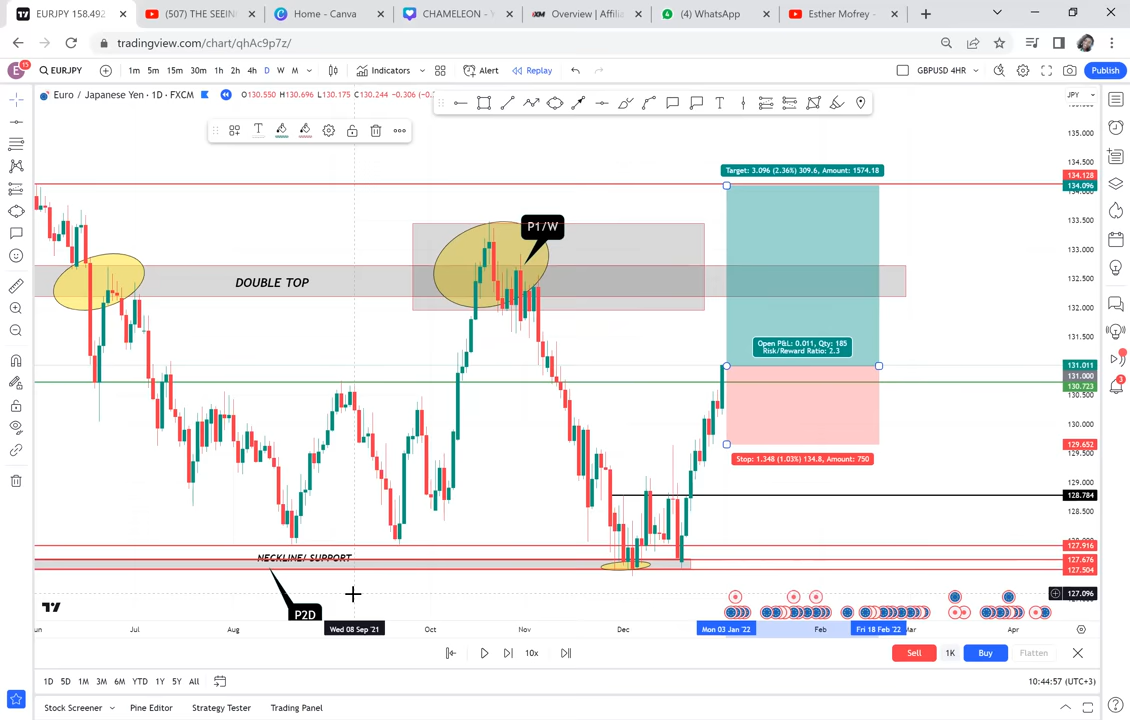 EURJPY 158.492
(507) THE SEEIN
Home - Canva
CHAMELEON - Y
Overview | Affilia
(4) WhatsApp
Esther Mofrey -
tradingview.com/chart/qhAc9p7z/
E 15 EURJPY 1m 5m 15m 30m 1h 2h 4h D W M Indicators Alert Replay GBPUSD 4HR Publish
Euro / Japanese Yen · 1D · FXCM O130.550 H130.696 L130.175 C130.244 -0.306 (-0.
JPY
135.000
134.500
134.128
134.096
133.500
133.000
132.500
132.000
131.500
131.011
131.000
130.723
130.500
130.000
129.652
129.500
129.000
128.784
128.500
127.916
127.676
127.504
127.096
Target: 3.096 (2.36%) 309.6, Amount: 1574.18
P1/W
DOUBLE TOP
Open P&L: 0.011, Qty: 185
Risk/Reward Ratio: 2.3
Stop: 1.348 (1.03%) 134.8, Amount: 750
NECKLINE/ SUPPORT
P2D
Jul Aug Wed 08 Sep '21 Oct Nov Dec Mon 03 Jan '22 Feb Fri 18 Feb '22 Mar Apr
10x Sell 1K Buy Flatten
1D 5D 1M 3M 6M YTD 1Y 5Y All 10:44:57 (UTC+3)
Stock Screener Pine Editor Strategy Tester Trading Panel